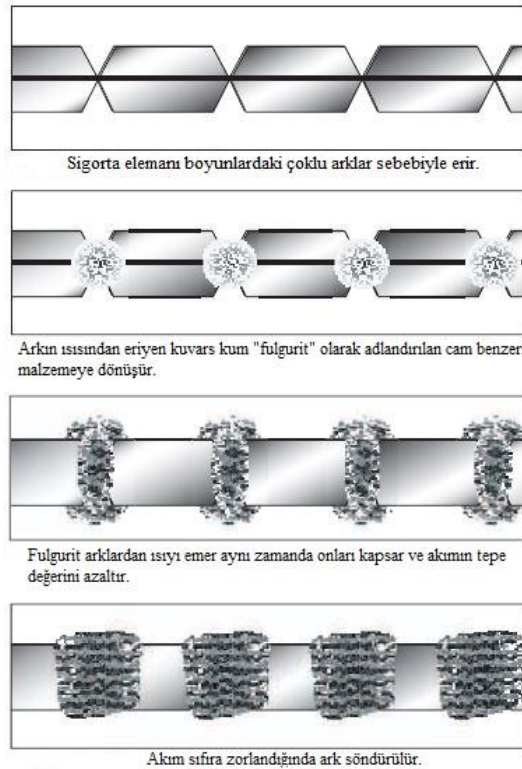 Sigorta elemanı boyunlardaki çoklu arklar sebebiyle erir.
Arkın ısısından eriyen kuvars kum "fulgurit" olarak adlandırılan cam benzer
malzemeye dönüşür.
Fulgurit arklardan ısıyı emer aynı zamanda onları kapsar ve akımın tepe
değerini azaltır.
Akım sıfıra zorlandığında ark söndürülür.